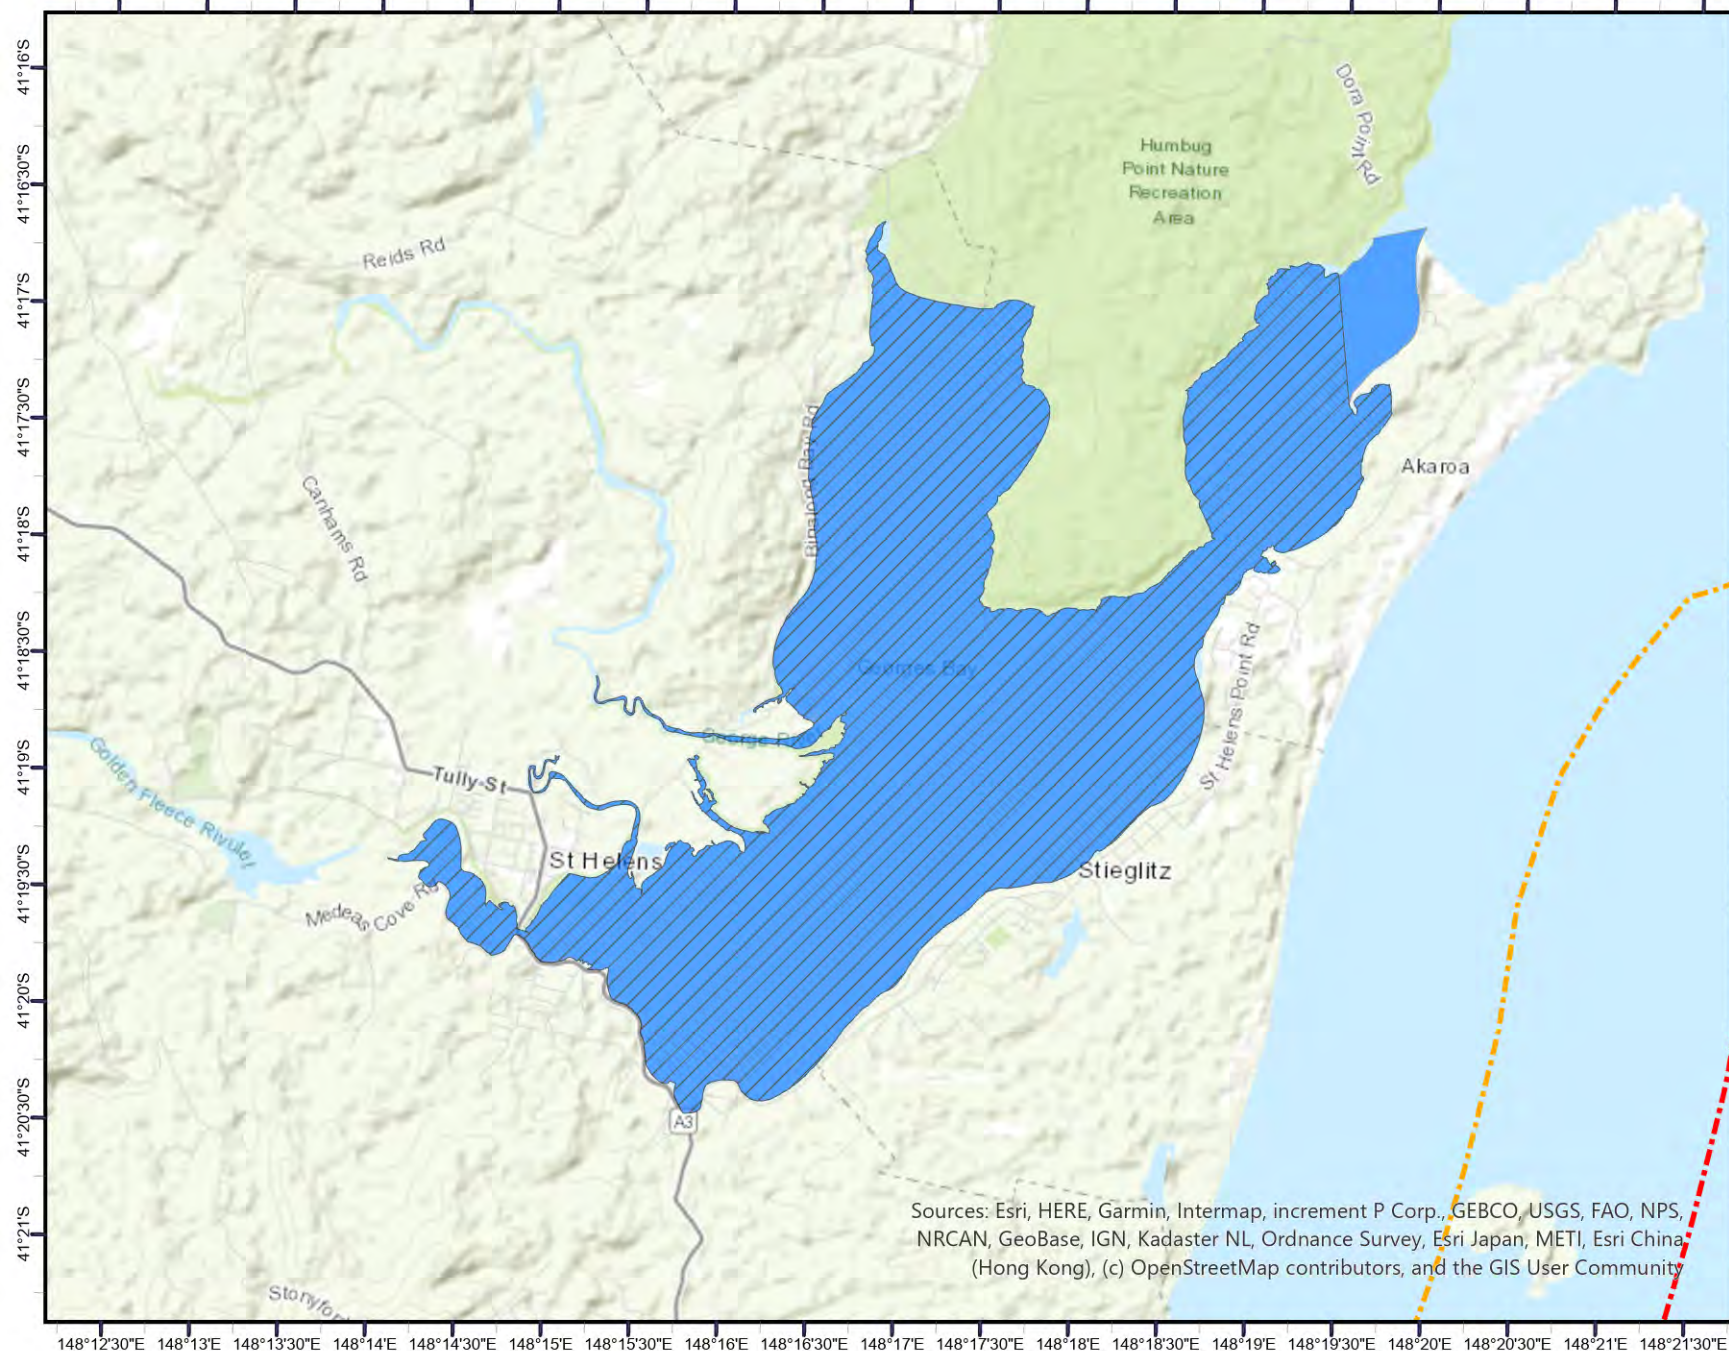 41°16'S
41°16'30"S
41°17'S
41°17'30"S
41°18'S
41°18'30"S
41°19'S
41°19'30"S
41°20'S
41°20'30"S
41°21'S
Dora Point Rd
Humbug
Point Nature
Recreation
Area
Reids Rd
Binalong Bay Rd
Akaroa
Canhams Rd
Georges Bay
St Helens Point Rd
George
Golden Fleece Rivulet
Tully-St
St Helens
Stieglitz
Medeas Cove Rd
A3
Sources: Esri, HERE, Garmin, Intermap, increment P Corp., GEBCO, USGS, FAO, NPS,
NRCAN, GeoBase, IGN, Kadaster NL, Ordnance Survey, Esri Japan, METI, Esri China
(Hong Kong), (c) OpenStreetMap contributors, and the GIS User Community
148°12'30"E 148°13'E 148°13'30"E 148°14'E 148°14'30"E 148°15'E 148°15'30"E 148°16'E 148°16'30"E 148°17'E 148°17'30"E 148°18'E 148°18'30"E 148°19'E 148°19'30"E 148°20'E 148°20'30"E 148°21'E 148°21'30"E